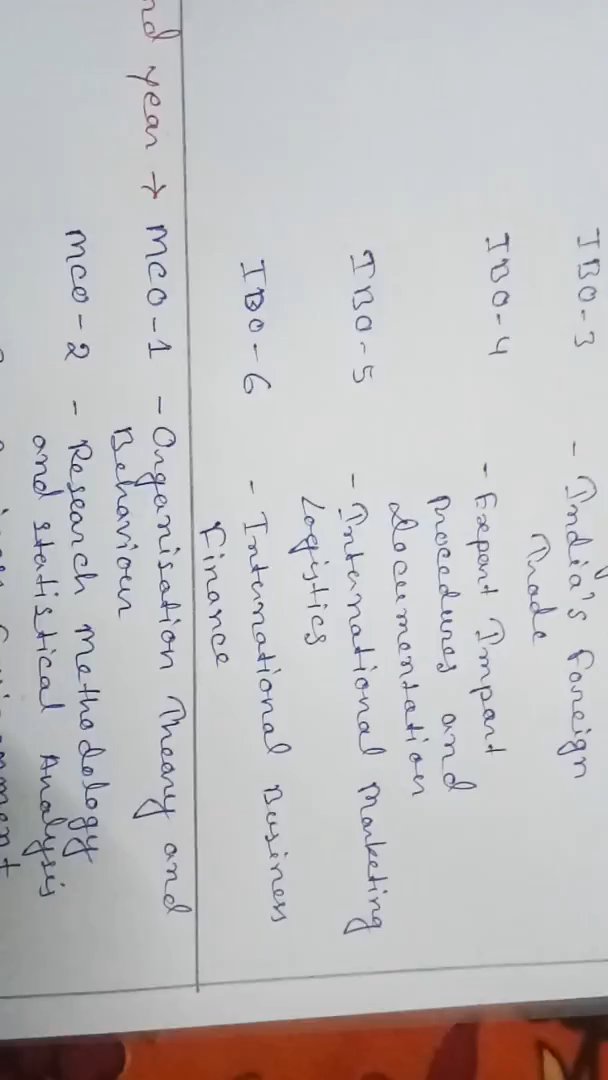 IBO-3 - India's Foreign
Trade
IBO-4 - Export Import
Procedures and
documentation
IBO-5 - International Marketing
Logistics
IBO-6 - International Business
Finance
nd year → MCO-1 - Organisation Theory and
Behaviour
MCO-2 - Research Methodology
and Statistical Analysis